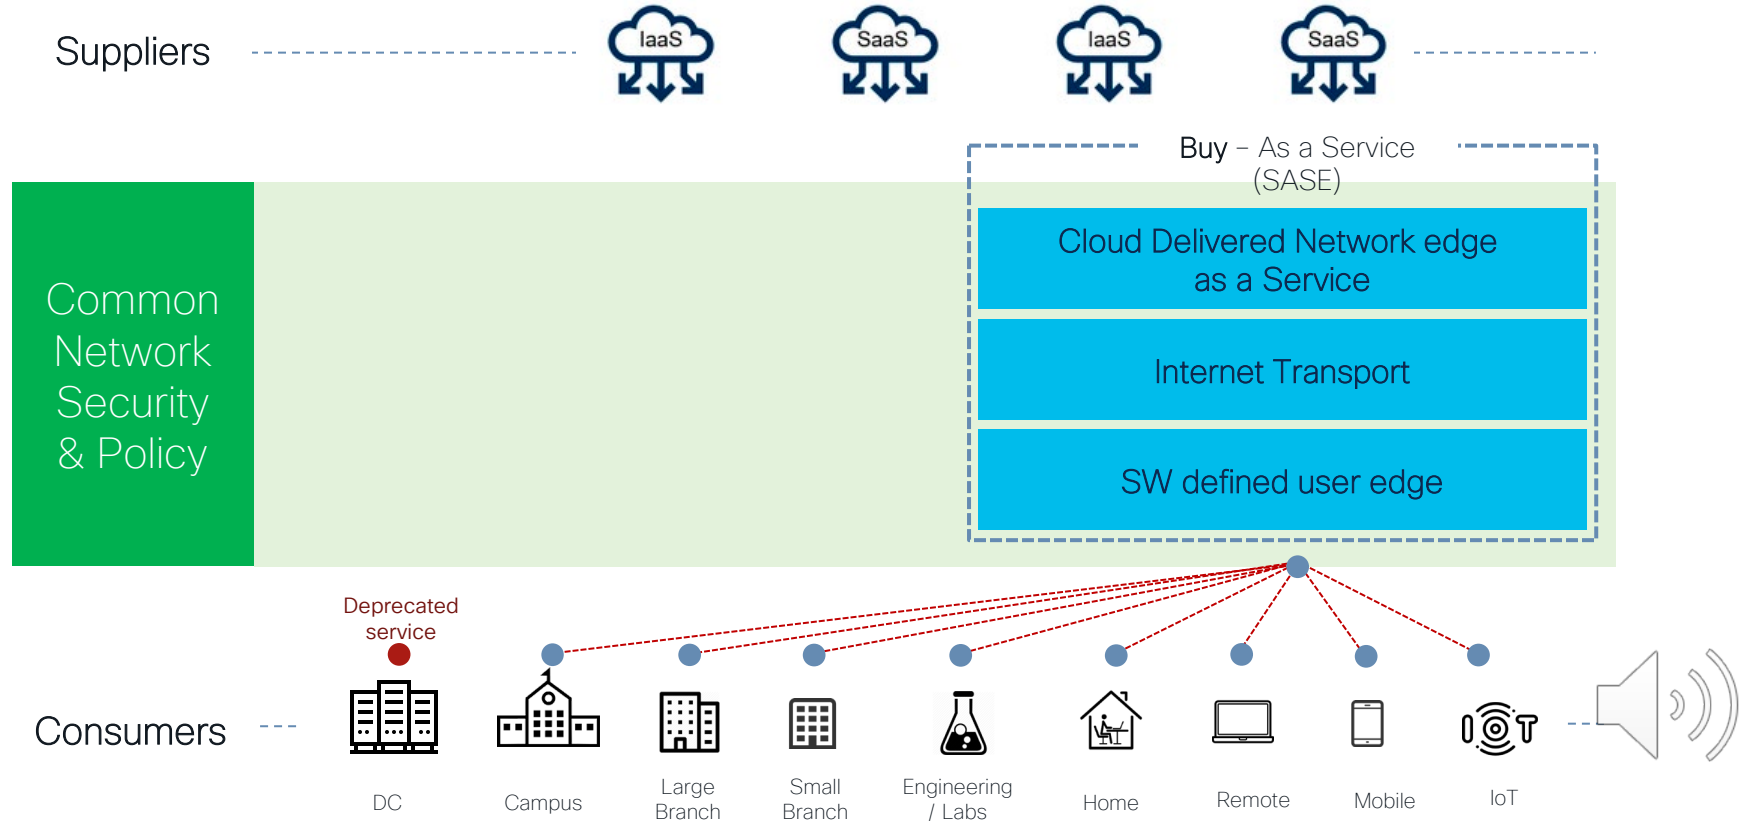 Suppliers
IaaS
SaaS
IaaS
SaaS
Buy – As a Service
(SASE)
Cloud Delivered Network edge
as a Service
Internet Transport
SW defined user edge
Common
Network
Security
& Policy
Deprecated
service
Consumers
IOT
DC
Campus
Large
Branch
Small
Branch
Engineering
/ Labs
Home
Remote
Mobile
IoT